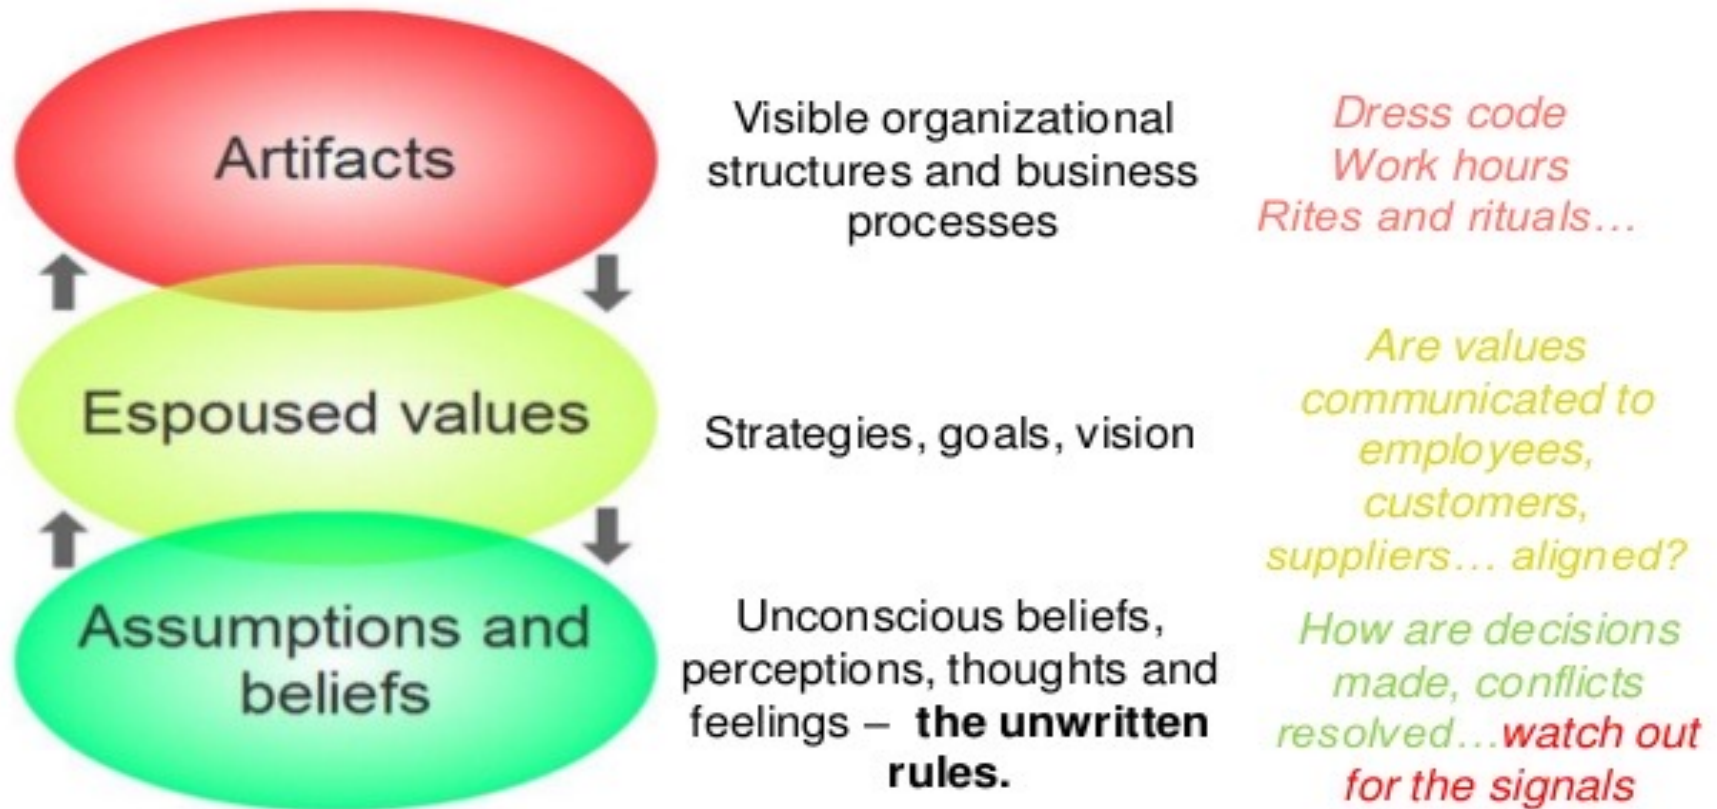 Artifacts
Visible organizational
structures and business
processes
Dress code
Work hours
Rites and rituals…
Espoused values
Strategies, goals, vision
Are values
communicated to
employees,
customers,
suppliers… aligned?
Assumptions and
beliefs
Unconscious beliefs,
perceptions, thoughts and
feelings – the unwritten
rules.
How are decisions
made, conflicts
resolved…watch out
for the signals